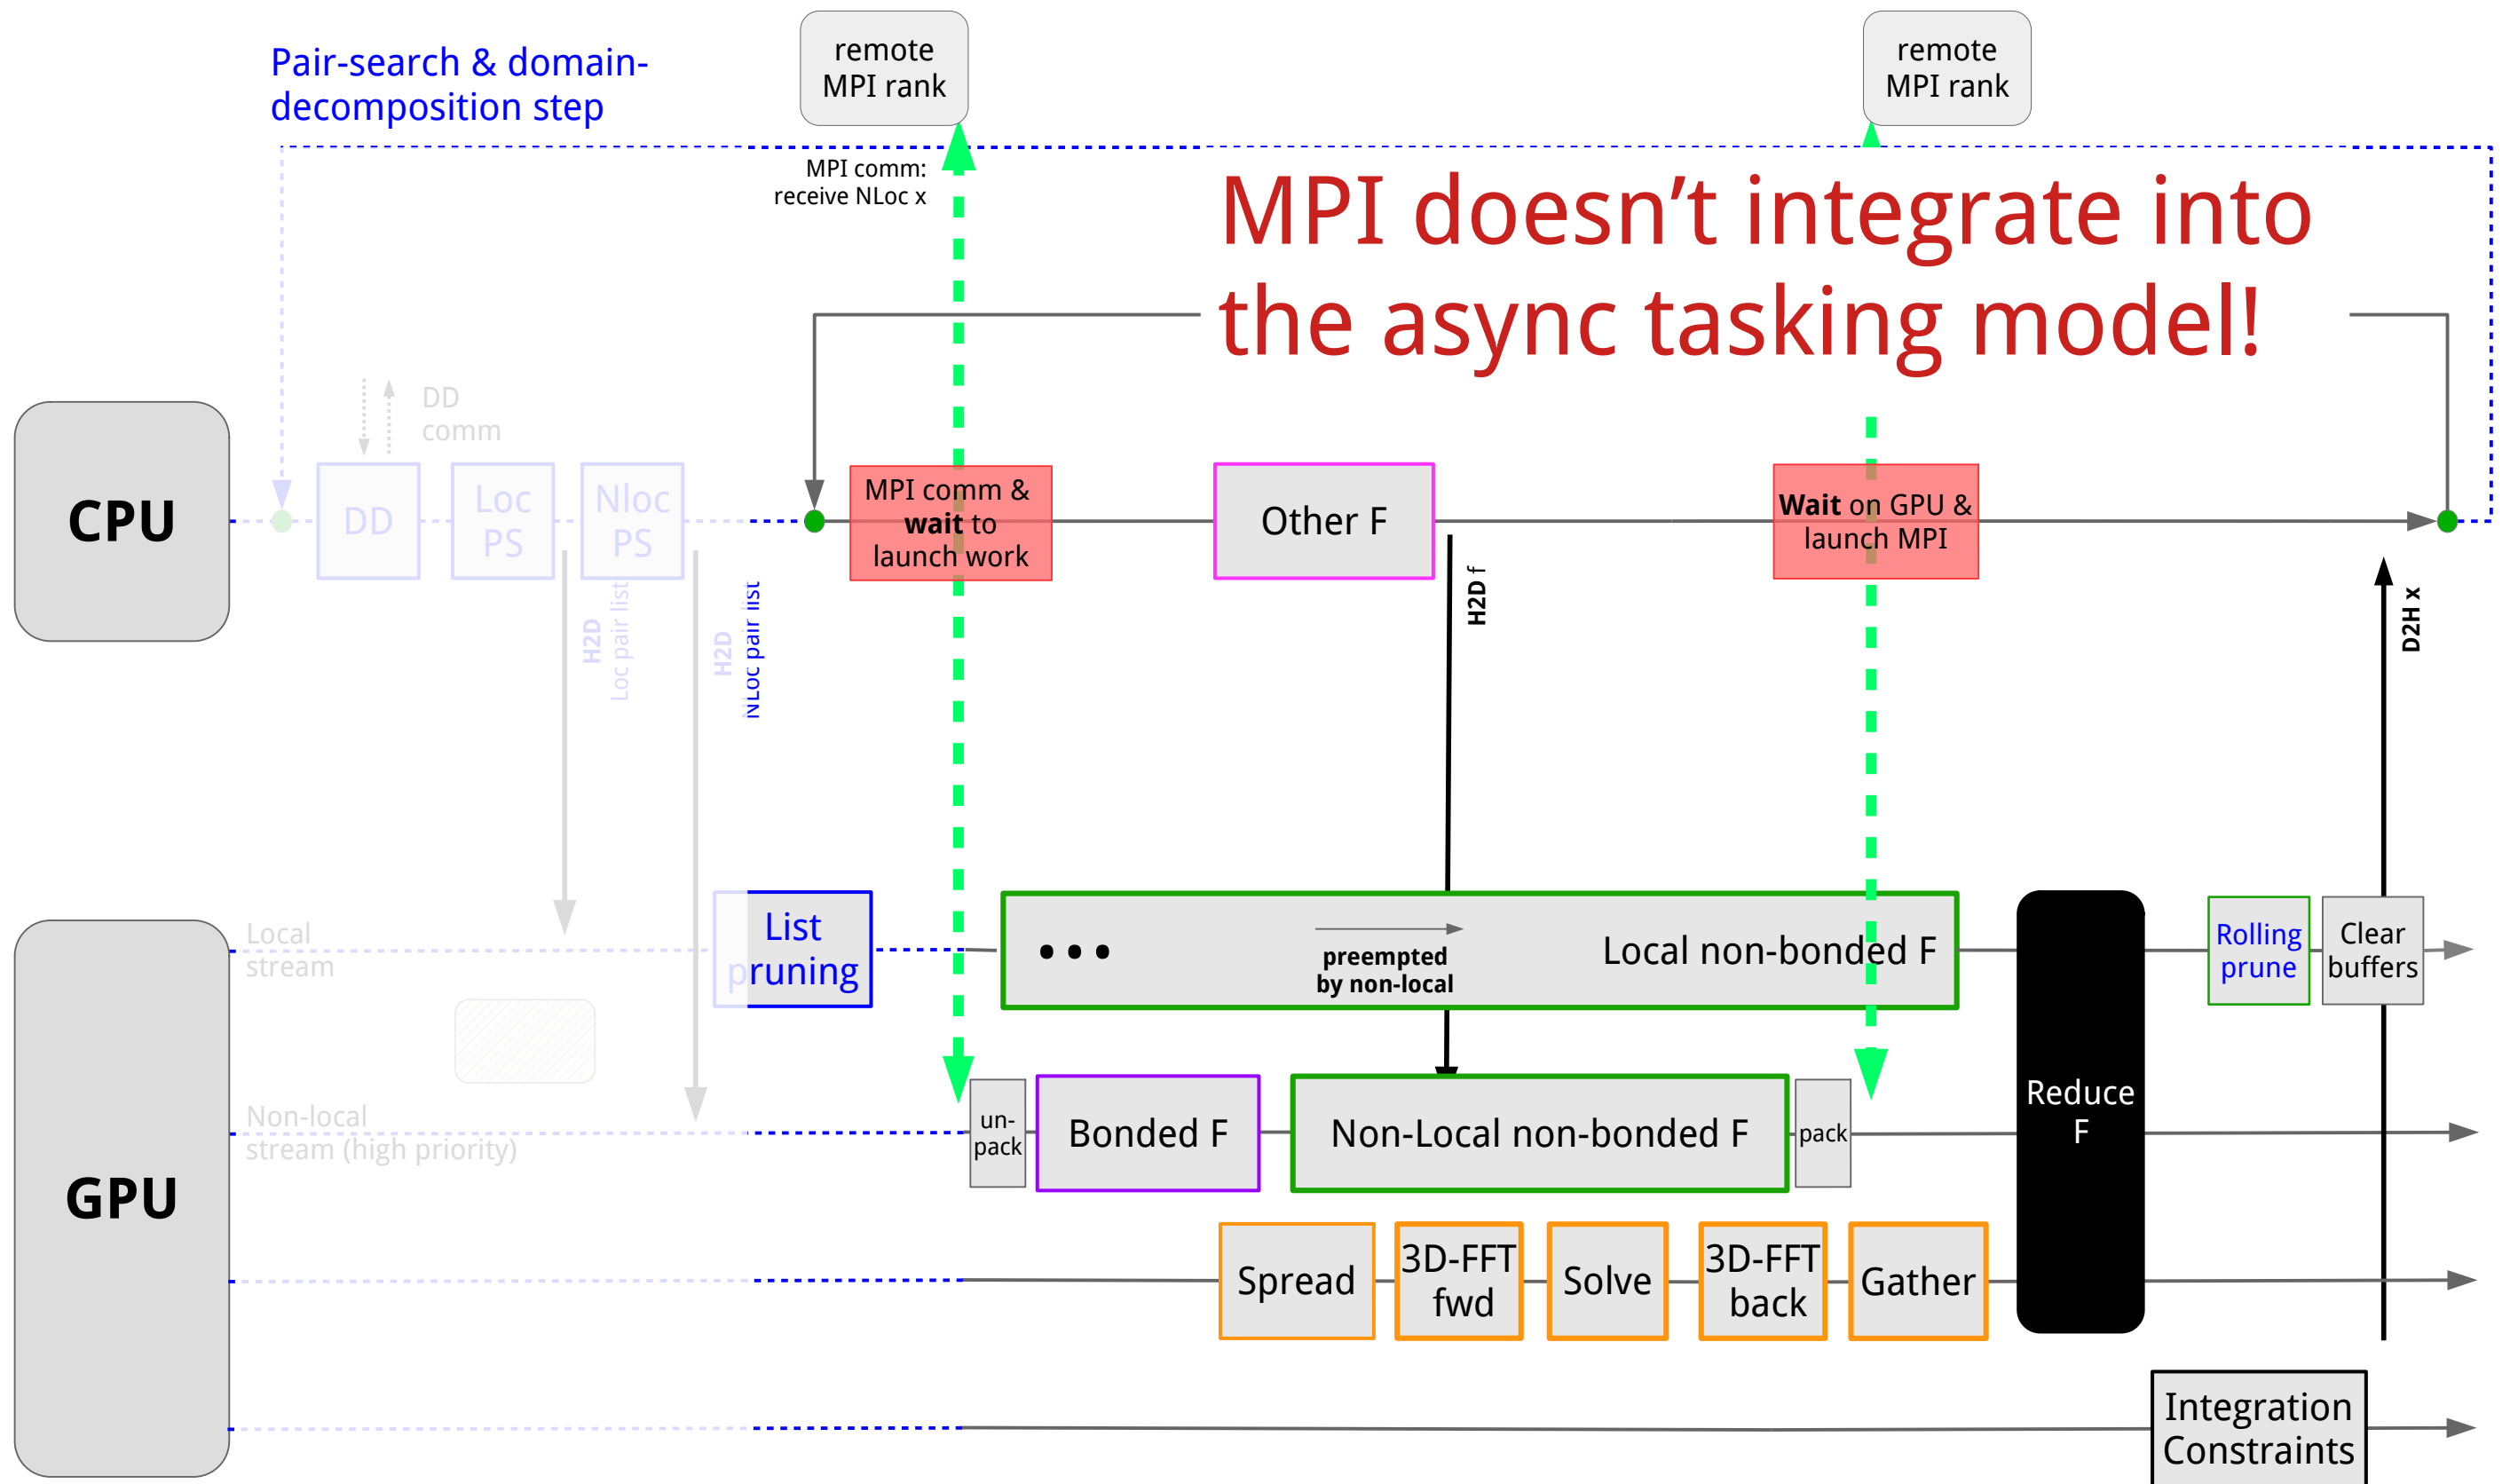 remote
MPI rank
remote
MPI rank
Pair-search & domain-
decomposition step
MPI comm:
receive NLoc x
MPI doesn’t integrate into
the async tasking model!
DD
comm
CPU
DD
Loc
PS
Nloc
PS
MPI comm &
wait to
launch work
Other F
Wait on GPU &
launch MPI
H2D
Loc pair list
H2D
NLoc pair list
H2D f
D2H x
GPU
Local
stream
List
pruning
...
preempted
by non-local
Local non-bonded F
Rolling
prune
Clear
buffers
Non-local
stream (high priority)
un-
pack
Bonded F
Non-Local non-bonded F
pack
Reduce
F
Spread
3D-FFT
fwd
Solve
3D-FFT
back
Gather
Integration
Constraints